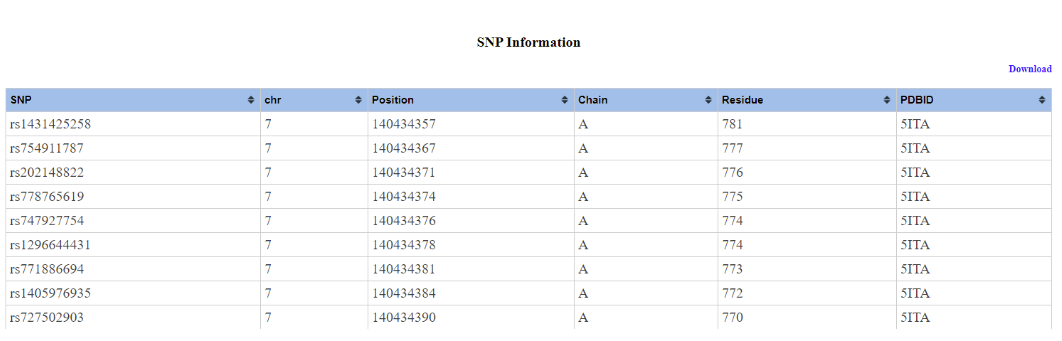 SNP Information
Download
SNP chr Position Chain Residue PDBID
rs1431425258 7 140434357 A 781 5ITA
rs754911787 7 140434367 A 777 5ITA
rs202148822 7 140434371 A 776 5ITA
rs778765619 7 140434374 A 775 5ITA
rs747927754 7 140434376 A 774 5ITA
rs1296644431 7 140434378 A 774 5ITA
rs771886694 7 140434381 A 773 5ITA
rs1405976935 7 140434384 A 772 5ITA
rs727502903 7 140434390 A 770 5ITA